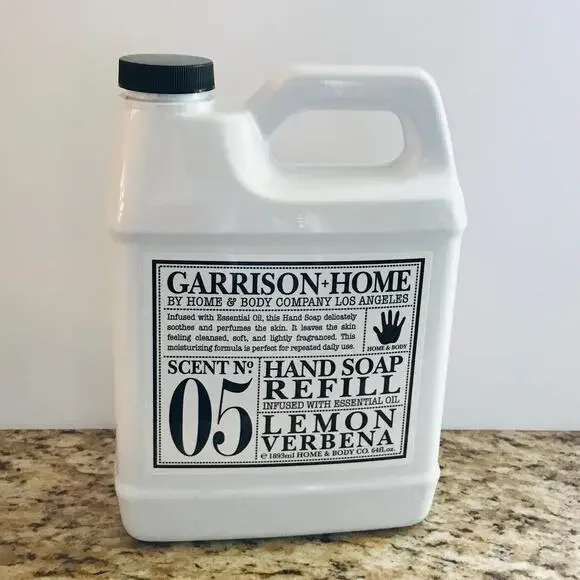 GARRISON+HOME
BY HOME & BODY COMPANY LOS ANGELES
Infused with Essential Oil, this Hand Soap delicately
soothes and perfumes the skin. It leaves the skin
feeling cleansed, soft, and lightly fragranced. This
moisturizing formula is perfect for repeated daily use.
HOME & BODY
SCENT Nº
05
HAND SOAP
REFILL
INFUSED WITH ESSENTIAL OIL
LEMON
VERBENA
℮ 1893ml HOME & BODY CO. 64fl.oz.